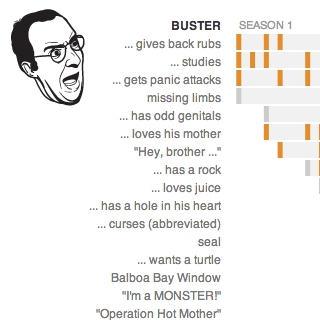 BUSTER SEASON 1
... gives back rubs
... studies
... gets panic attacks
missing limbs
... has odd genitals
... loves his mother
"Hey, brother ..."
... has a rock
... loves juice
... has a hole in his heart
... curses (abbreviated)
seal
... wants a turtle
Balboa Bay Window
"I'm a MONSTER!"
"Operation Hot Mother"